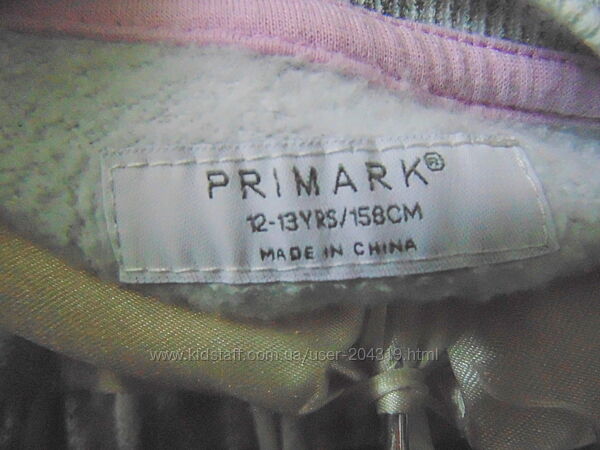 PRIMARK®
12-13YRS/158CM
MADE IN CHINA
www.kidstaff.com.ua/user-204319.html